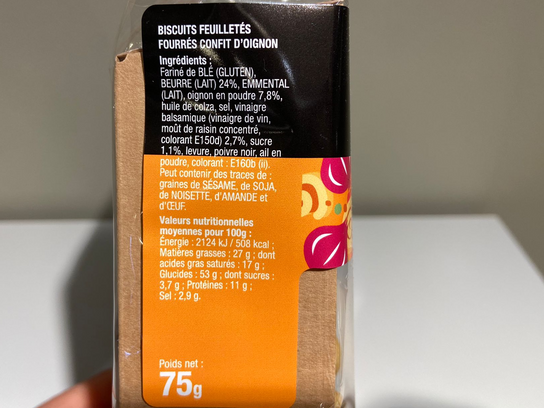 BISCUITS FEUILLETÉS
FOURRÉS CONFIT D'OIGNON
Ingrédients :
Farine de BLÉ (GLUTEN),
BEURRE (LAIT) 24%, EMMENTAL
(LAIT), oignon en poudre 7,8%,
huile de colza, sel, vinaigre
balsamique (vinaigre de vin,
moût de raisin concentré,
colorant E150d) 2,7%, sucre
1,1%, levure, poivre noir, ail en
poudre, colorant : E160b (ii).
Peut contenir des traces de :
graines de SÉSAME, de SOJA,
de NOISETTE, d'AMANDE et
d'ŒUF.
Valeurs nutritionnelles
moyennes pour 100g :
Énergie : 2124 kJ / 508 kcal ;
Matières grasses : 27 g ; dont
acides gras saturés : 17 g ;
Glucides : 53 g ; dont sucres :
3,7 g ; Protéines : 11 g ;
Sel : 2,9 g.
Poids net :
75g